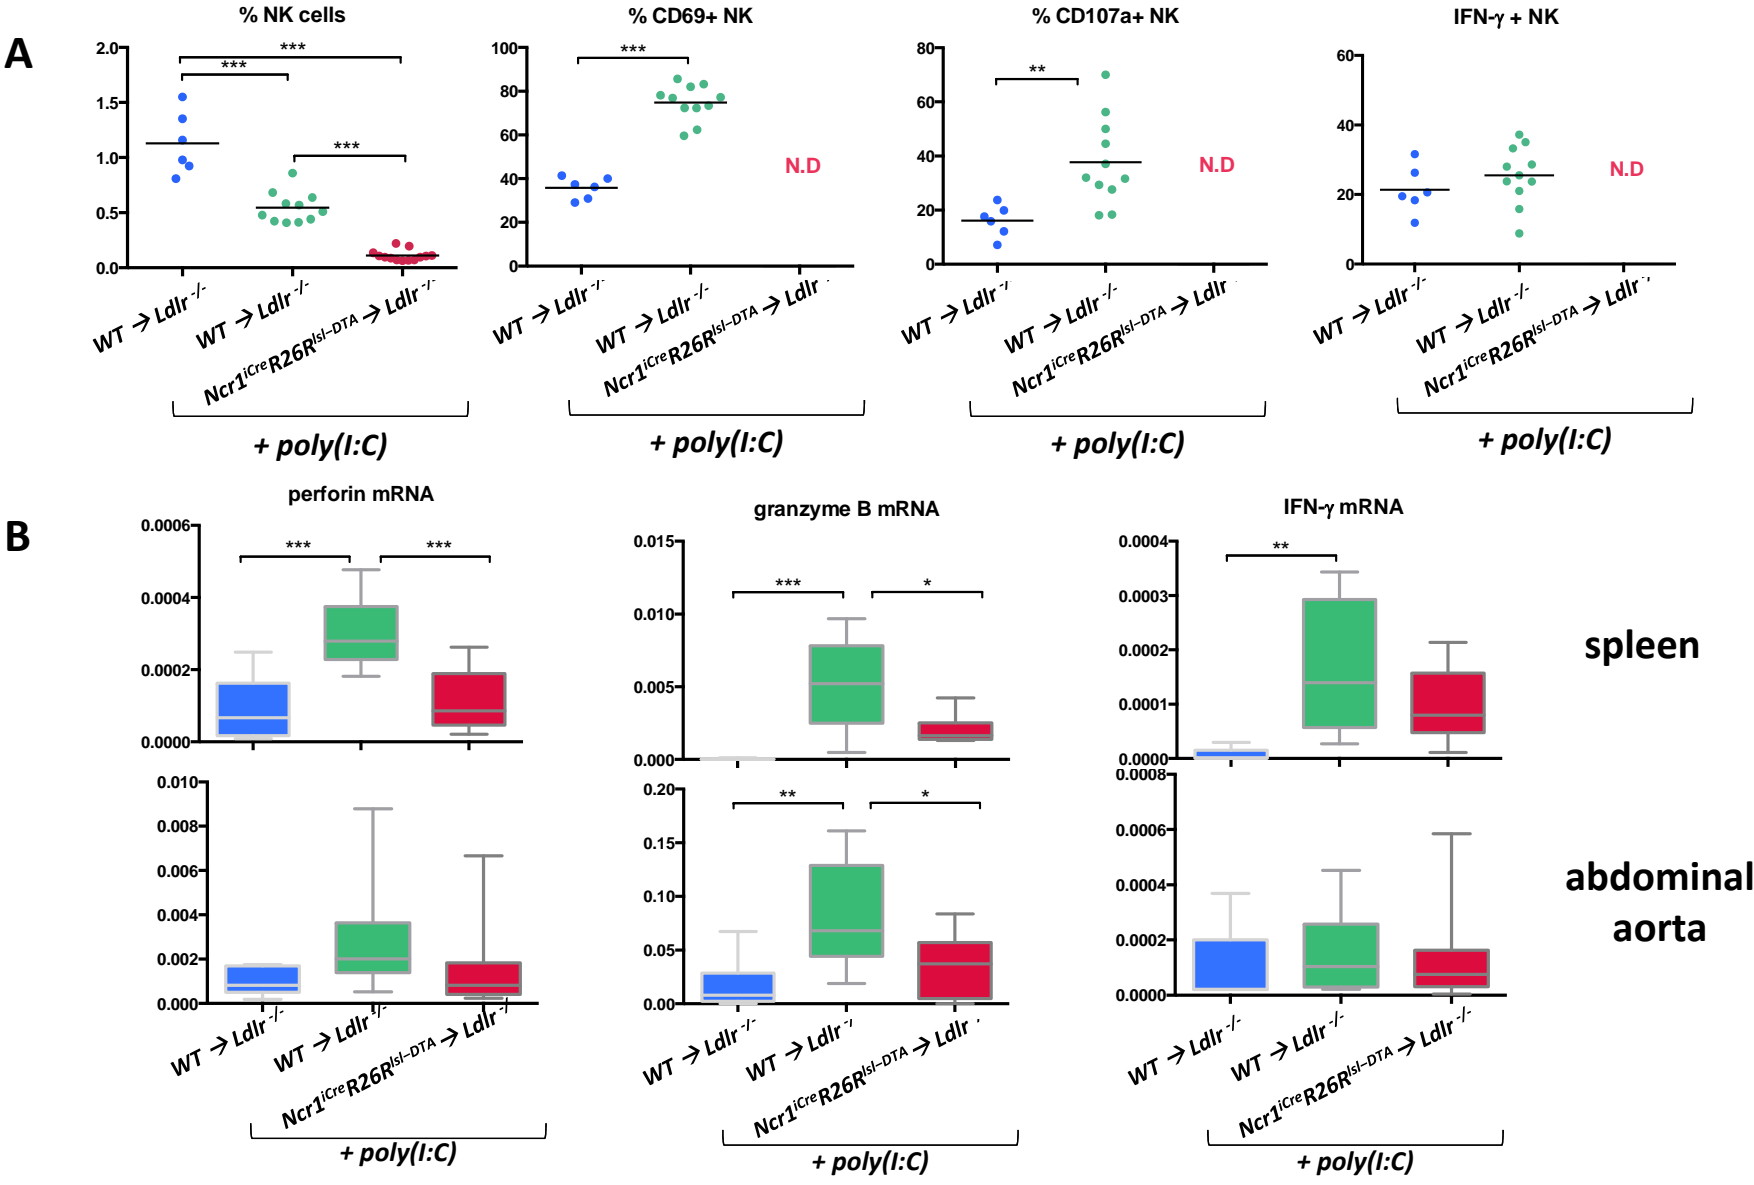 A
% NK cells
% CD69+ NK
% CD107a+ NK
IFN-γ + NK
2.0
1.5
1.0
0.5
0.0
***
***
***
100
80
60
40
20
0
***
N.D
80
60
40
20
0
**
N.D
60
40
20
0
N.D
WT → Ldlr -/-
WT → Ldlr -/-
Ncr1iCreR26Rlsl–DTA → Ldlr -/-
WT → Ldlr -/-
WT → Ldlr -/-
Ncr1iCreR26Rlsl–DTA → Ldlr
WT → Ldlr
WT → Ldlr -/-
Ncr1iCreR26Rlsl–DTA → Ldlr
WT → Ldlr -/-
WT → Ldlr -/-
Ncr1iCreR26Rlsl–DTA → Ldlr
+ poly(I:C)
+ poly(I:C)
+ poly(I:C)
+ poly(I:C)
B
perforin mRNA
granzyme B mRNA
IFN-γ mRNA
0.0006
0.0004
0.0002
0.0000
***
***
0.015
0.010
0.005
0.000
***
*
0.0004
0.0003
0.0002
0.0001
0.0000
**
spleen
0.010
0.008
0.006
0.004
0.002
0.000
0.20
0.15
0.10
0.05
0.00
**
*
0.0008
0.0006
0.0004
0.0002
0.0000
abdominal
aorta
WT → Ldlr -/-
WT → Ldlr -/-
Ncr1iCreR26Rlsl–DTA → Ldlr -/
WT → Ldlr -/-
WT → Ldlr -/
Ncr1iCreR26Rlsl–DTA → Ldlr
WT → Ldlr -/-
WT → Ldlr -/-
Ncr1iCreR26Rlsl–DTA → Ldlr -/-
+ poly(I:C)
+ poly(I:C)
+ poly(I:C)